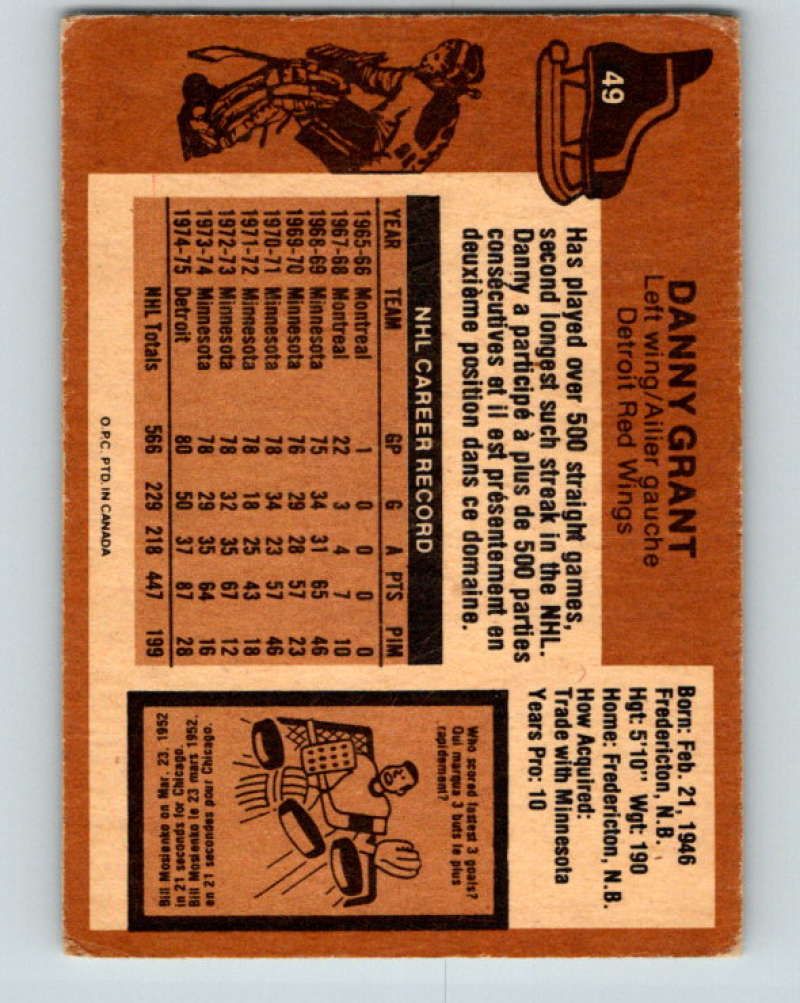 49
DANNY GRANT
Left wing/Ailier gauche
Detroit Red Wings
Has played over 500 straight games,
second longest such streak in the NHL.
Danny a participé à plus de 500 parties
consécutives et il est présentement en
deuxième position dans ce domaine.
Born: Feb. 21, 1946
Fredericton, N.B.
Hgt: 5'10" Wgt: 190
Home: Fredericton, N.B.
How Acquired:
Trade with Minnesota
Years Pro: 10
NHL CAREER RECORD
YEAR TEAM GP G A PTS PIM
1965-66 Montreal 1 0 0 0 0
1967-68 Montreal 22 3 4 7 10
1968-69 Minnesota 75 34 31 65 46
1969-70 Minnesota 76 29 28 57 23
1970-71 Minnesota 78 34 23 57 46
1971-72 Minnesota 78 18 25 43 18
1972-73 Minnesota 78 32 35 67 12
1973-74 Minnesota 78 29 35 64 16
1974-75 Detroit 80 50 37 87 28
NHL Totals 566 229 218 447 199
Who scored fastest 3 goals?
Qui marqua 3 buts le plus
rapidement?
Bill Mosienko on Mar. 23, 1952
in 21 seconds for Chicago.
Bill Mosienko le 23 mars 1952,
en 21 secondes pour Chicago.
O.P.C. PTD. IN CANADA